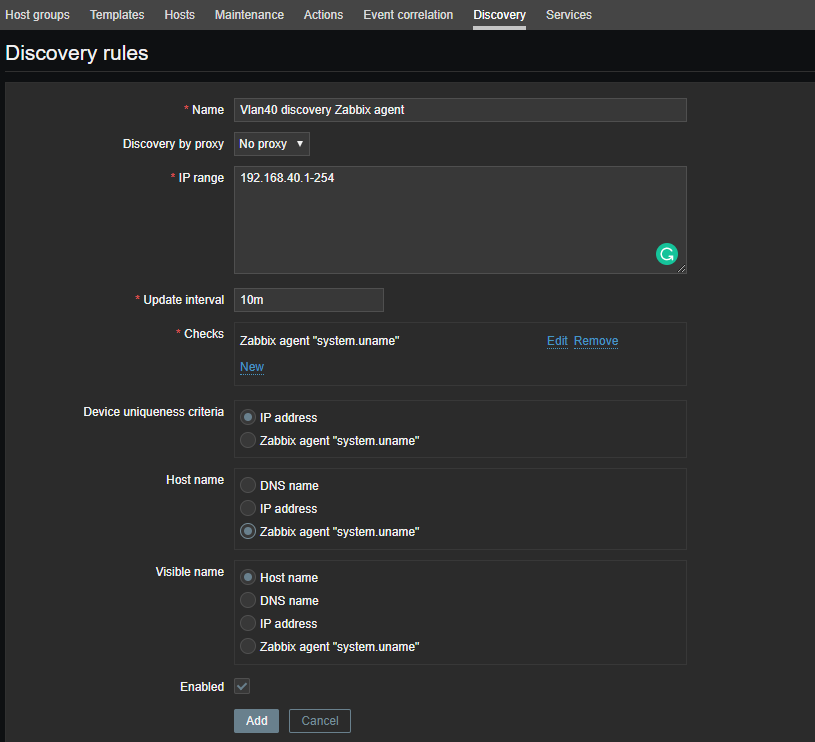 Host groups Templates Hosts Maintenance Actions Event correlation Discovery Services
Discovery rules
* Name Vlan40 discovery Zabbix agent
Discovery by proxy No proxy ▼
* IP range 192.168.40.1-254
* Update interval 10m
* Checks
Zabbix agent "system.uname" Edit Remove
New
Device uniqueness criteria
IP address
Zabbix agent "system.uname"
Host name
DNS name
IP address
Zabbix agent "system.uname"
Visible name
Host name
DNS name
IP address
Zabbix agent "system.uname"
Enabled
Add Cancel